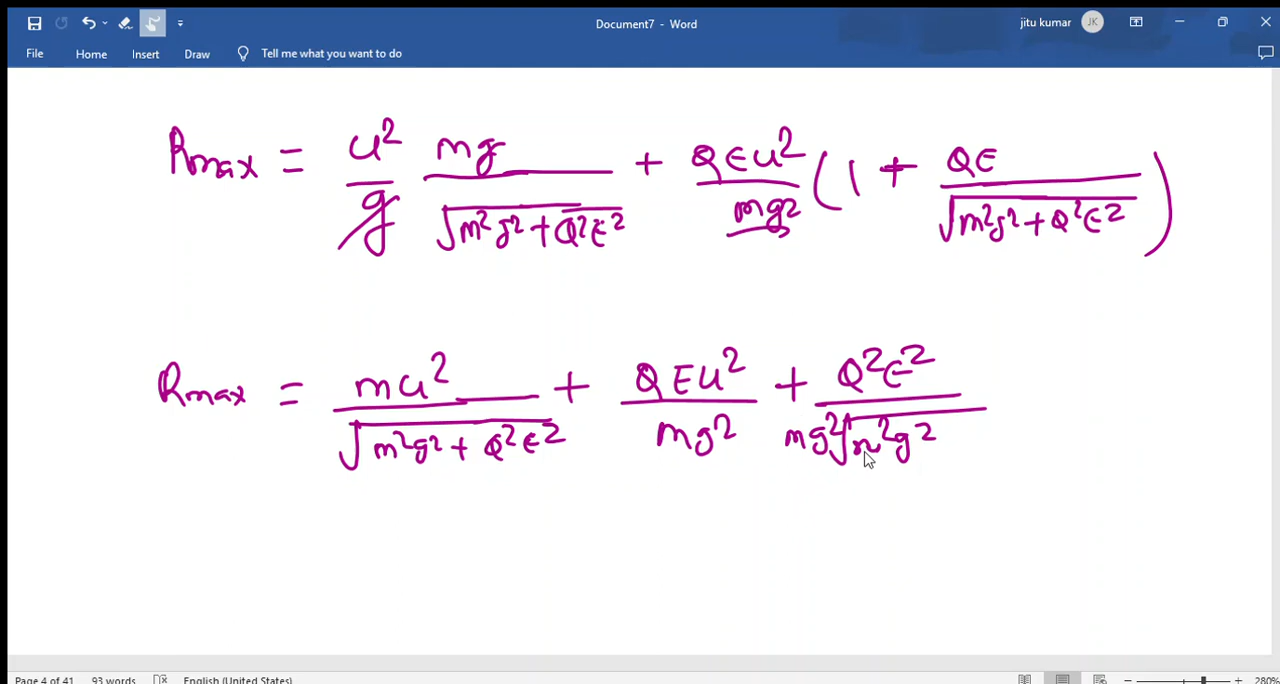 Document7 - Word
jitu kumar JK
File Home Insert Draw Tell me what you want to do
Rmax = u²/g mg/√(m²g²+Q²E²) + QEu²/mg² (1 + QE/√(m²g²+Q²E²))
Rmax = mu²/√(m²g²+Q²E²) + QEu²/mg² + Q²E²/mg²√m²g²
Page 4 of 41 93 words English (United States) 280%